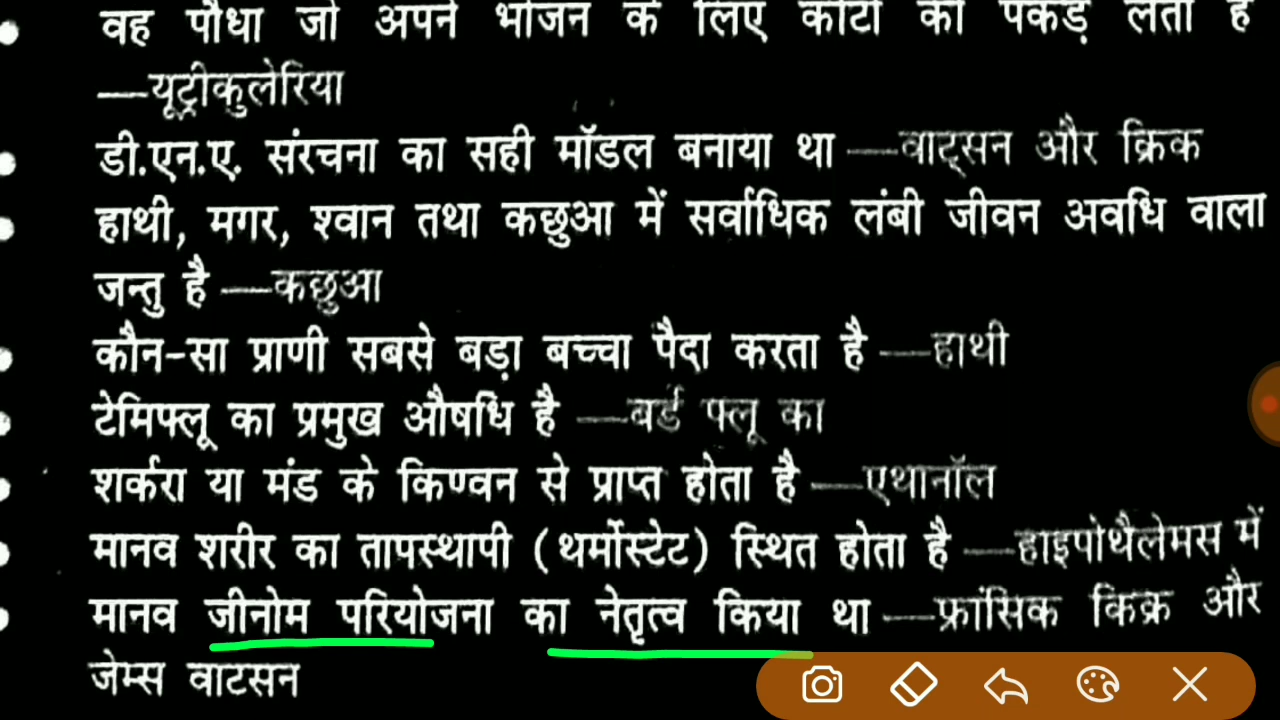 वह पौधा जो अपने भोजन के लिए कीटों को पकड़ लेता है
—यूट्रीकुलेरिया
डी.एन.ए. संरचना का सही मॉडल बनाया था —वाट्सन और क्रिक
हाथी, मगर, श्वान तथा कछुआ में सर्वाधिक लंबी जीवन अवधि वाला
जन्तु है —कछुआ
कौन-सा प्राणी सबसे बड़ा बच्चा पैदा करता है —हाथी
टेमिफ्लू का प्रमुख औषधि है —बर्ड फ्लू का
शर्करा या मंड के किण्वन से प्राप्त होता है —एथानॉल
मानव शरीर का तापस्थापी (थर्मोस्टेट) स्थित होता है —हाइपोथैलेमस में
मानव जीनोम परियोजना का नेतृत्व किया था —फ्रांसिक किक्र और
जेम्स वाटसन